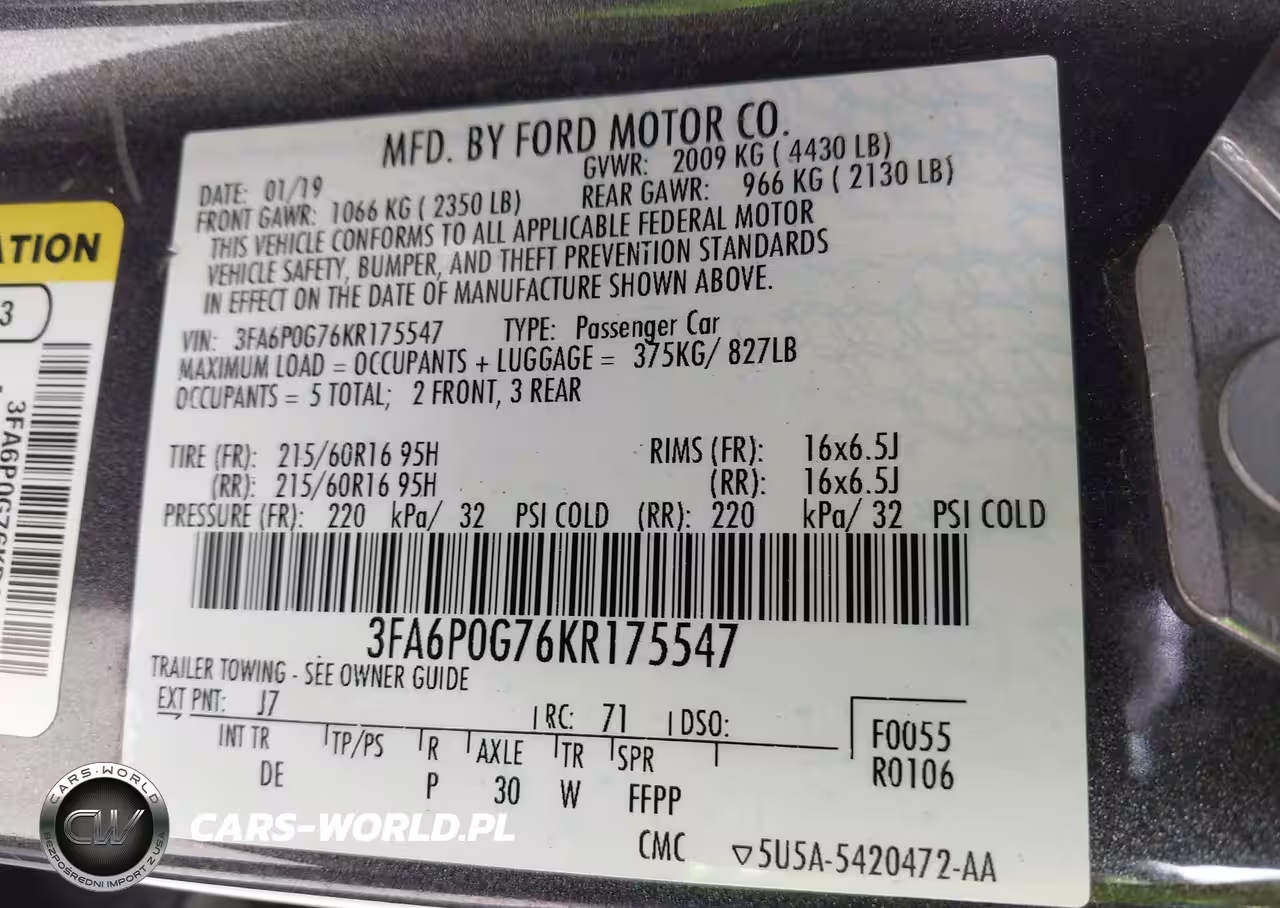 MFD. BY FORD MOTOR CO.
DATE: 01/19 GVWR: 2009 KG ( 4430 LB)
FRONT GAWR: 1066 KG ( 2350 LB) REAR GAWR: 966 KG ( 2130 LB)
THIS VEHICLE CONFORMS TO ALL APPLICABLE FEDERAL MOTOR
VEHICLE SAFETY, BUMPER, AND THEFT PREVENTION STANDARDS
IN EFFECT ON THE DATE OF MANUFACTURE SHOWN ABOVE.
VIN: 3FA6P0G76KR175547 TYPE: Passenger Car
MAXIMUM LOAD = OCCUPANTS + LUGGAGE = 375KG/ 827LB
OCCUPANTS = 5 TOTAL; 2 FRONT, 3 REAR
TIRE (FR): 215/60R16 95H RIMS (FR): 16x6.5J
(RR): 215/60R16 95H (RR): 16x6.5J
PRESSURE (FR): 220 kPa/ 32 PSI COLD (RR): 220 kPa/ 32 PSI COLD
3FA6P0G76KR175547
TRAILER TOWING - SEE OWNER GUIDE
EXT PNT: J7 RC: 71 DSO:
INT TR TP/PS R AXLE TR SPR
DE P 30 W FFPP
F0055
R0106
CMC ▽5U5A-5420472-AA
ATION
3
CARS-WORLD
CW
BEZPOŚREDNI IMPORT Z USA
CARS-WORLD.PL